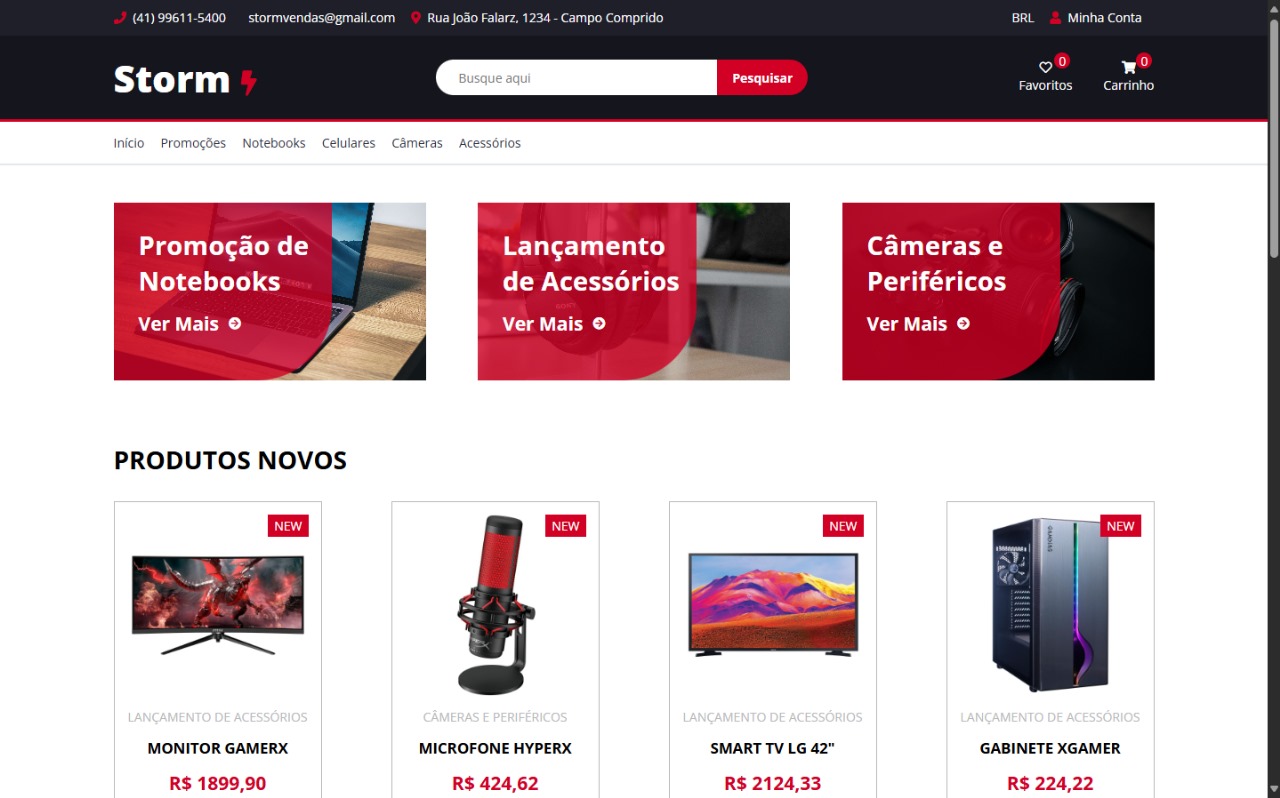 (41) 99611-5400 stormvendas@gmail.com Rua João Falarz, 1234 - Campo Comprido BRL Minha Conta
Storm Busque aqui Pesquisar
0 0
Favoritos Carrinho
Início Promoções Notebooks Celulares Câmeras Acessórios
Promoção de
Notebooks
Ver Mais
Lançamento
de Acessórios
Ver Mais
Câmeras e
Periféricos
Ver Mais
PRODUTOS NOVOS
NEW NEW NEW NEW
LANÇAMENTO DE ACESSÓRIOS CÂMERAS E PERIFÉRICOS LANÇAMENTO DE ACESSÓRIOS LANÇAMENTO DE ACESSÓRIOS
MONITOR GAMERX MICROFONE HYPERX SMART TV LG 42" GABINETE XGAMER
R$ 1899,90 R$ 424,62 R$ 2124,33 R$ 224,22